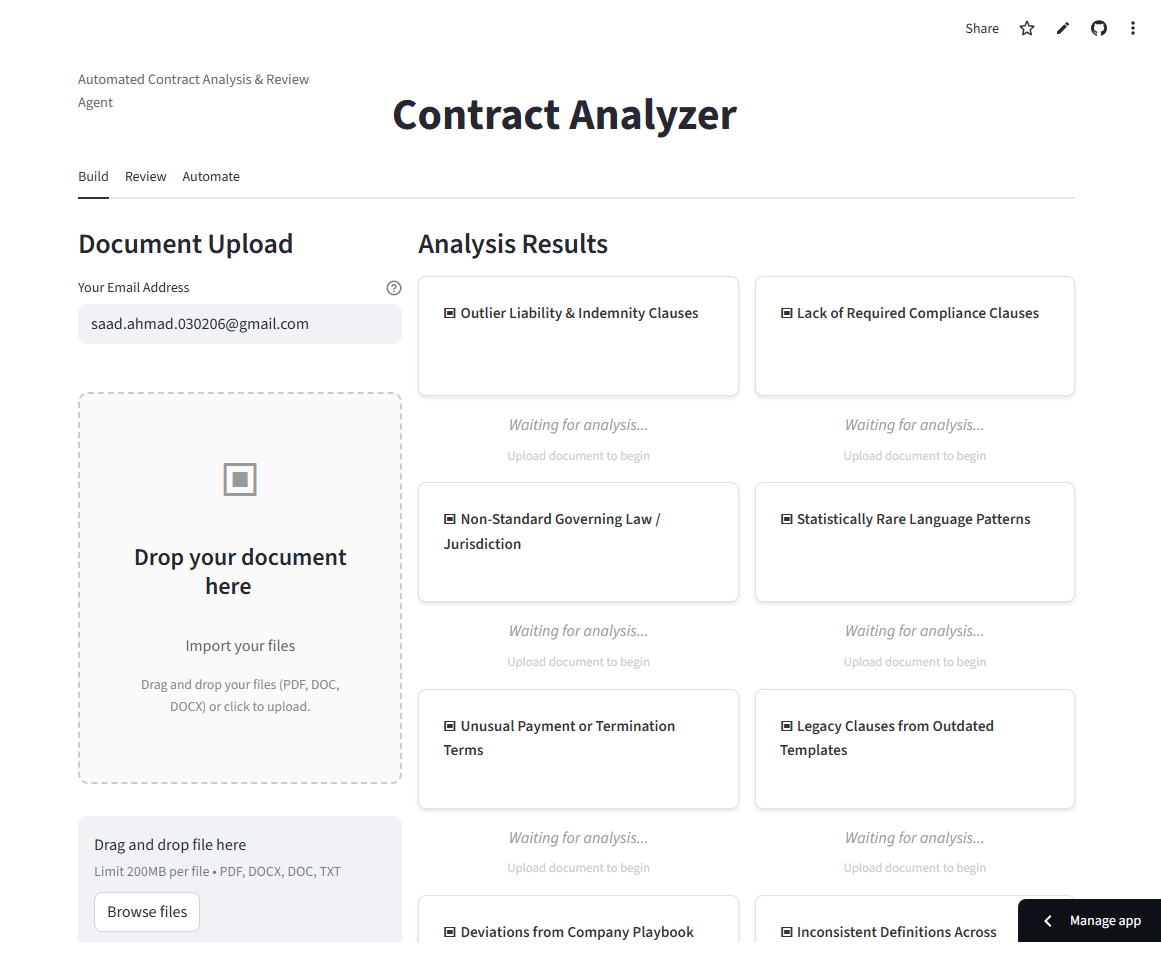 Share
Automated Contract Analysis & Review
Agent
Contract Analyzer
Build
Review
Automate
Document Upload
Your Email Address
saad.ahmad.030206@gmail.com
Drop your document
here
Import your files
Drag and drop your files (PDF, DOC,
DOCX) or click to upload.
Drag and drop file here
Limit 200MB per file • PDF, DOCX, DOC, TXT
Browse files
Analysis Results
Outlier Liability & Indemnity Clauses
Waiting for analysis...
Upload document to begin
Lack of Required Compliance Clauses
Waiting for analysis...
Upload document to begin
Non-Standard Governing Law /
Jurisdiction
Waiting for analysis...
Upload document to begin
Statistically Rare Language Patterns
Waiting for analysis...
Upload document to begin
Unusual Payment or Termination
Terms
Waiting for analysis...
Upload document to begin
Legacy Clauses from Outdated
Templates
Waiting for analysis...
Upload document to begin
Deviations from Company Playbook
Inconsistent Definitions Across
Manage app